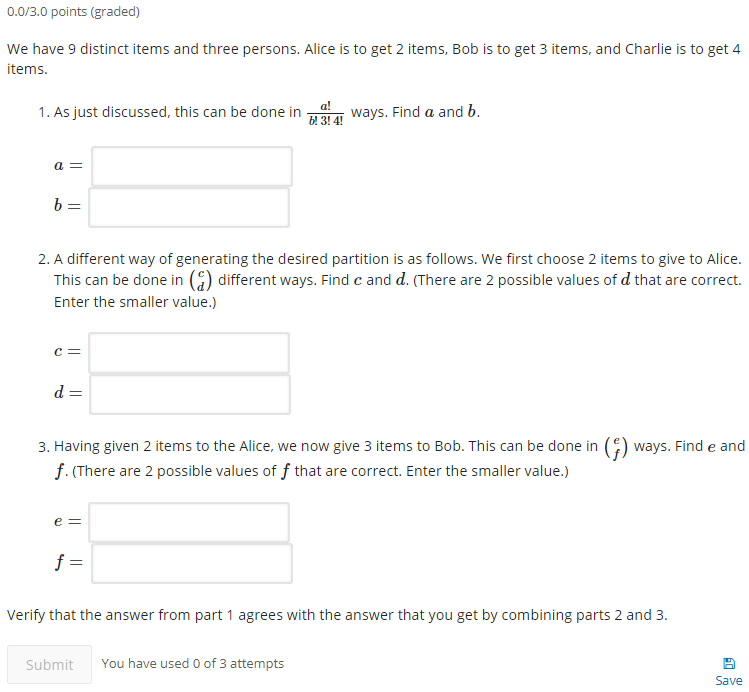 0.0/3.0 points (graded)
We have 9 distinct items and three persons. Alice is to get 2 items, Bob is to get 3 items, and Charlie is to get 4
items.
1. As just discussed, this can be done in a!/(b! 3! 4!) ways. Find a and b.
a =
b =
2. A different way of generating the desired partition is as follows. We first choose 2 items to give to Alice.
This can be done in (c d) different ways. Find c and d. (There are 2 possible values of d that are correct.
Enter the smaller value.)
c =
d =
3. Having given 2 items to the Alice, we now give 3 items to Bob. This can be done in (e f) ways. Find e and
f. (There are 2 possible values of f that are correct. Enter the smaller value.)
e =
f =
Verify that the answer from part 1 agrees with the answer that you get by combining parts 2 and 3.
Submit You have used 0 of 3 attempts
Save